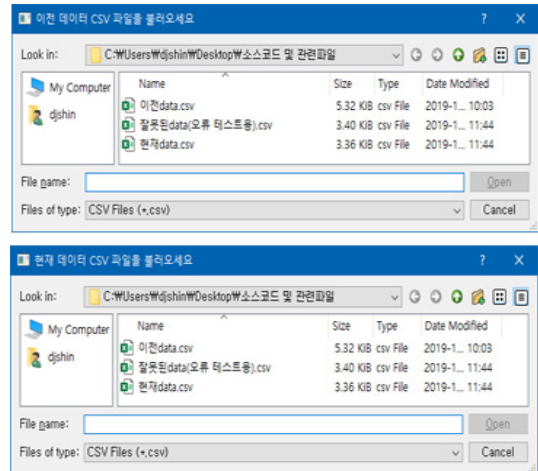 이전 데이터 CSV 파일을 불러오세요
Look in: C:₩Users₩djshin₩Desktop₩소스코드 및 관련파일
My Computer
djshin
Name Size Type Date Modified
이전data.csv 5.32 KiB csv File 2019-1... 10:03
잘못된data(오류 테스트용).csv 3.40 KiB csv File 2019-1... 11:44
현재data.csv 3.36 KiB csv File 2019-1... 11:44
File name: Open
Files of type: CSV Files (*.csv) Cancel
현재 데이터 CSV 파일을 불러오세요
Look in: C:₩Users₩djshin₩Desktop₩소스코드 및 관련파일
My Computer
djshin
Name Size Type Date Modified
이전data.csv 5.32 KiB csv File 2019-1... 10:03
잘못된data(오류 테스트용).csv 3.40 KiB csv File 2019-1... 11:44
현재data.csv 3.36 KiB csv File 2019-1... 11:44
File name: Open
Files of type: CSV Files (*.csv) Cancel